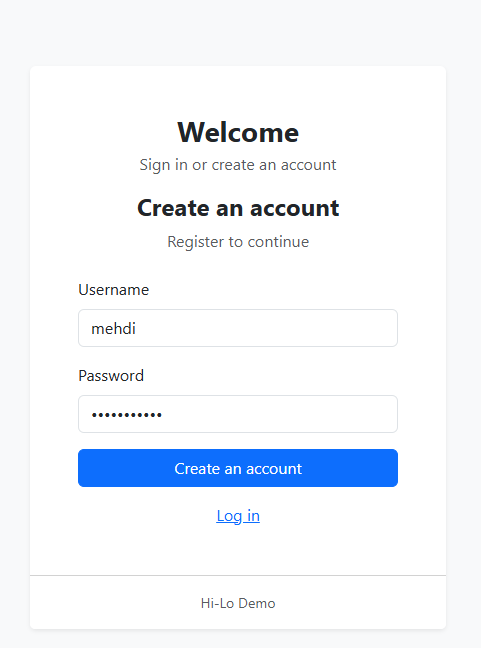 Welcome
Sign in or create an account
Create an account
Register to continue
Username
mehdi
Password
•••••••••••
Create an account
Log in
Hi-Lo Demo